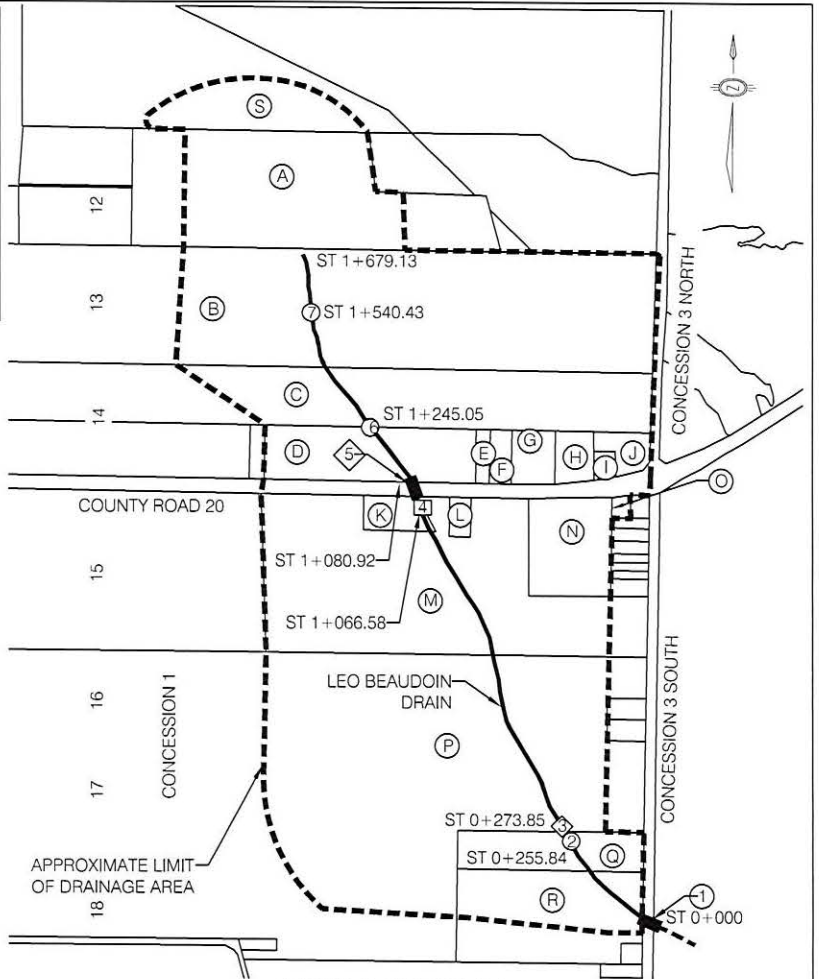 S
A
Z
12
ST 1+679.13
CONCESSION 3 NORTH
13
B
7
ST 1+540.43
C
14
6
ST 1+245.05
D
5
E
F
G
H
I
J
COUNTY ROAD 20
O
K
4
L
N
ST 1+080.92
15
M
ST 1+066.58
LEO BEAUDOIN
DRAIN
16
CONCESSION 1
P
CONCESSION 3 SOUTH
17
ST 0+273.85
3
2
ST 0+255.84
Q
APPROXIMATE LIMIT
OF DRAINAGE AREA
R
1
ST 0+000
18